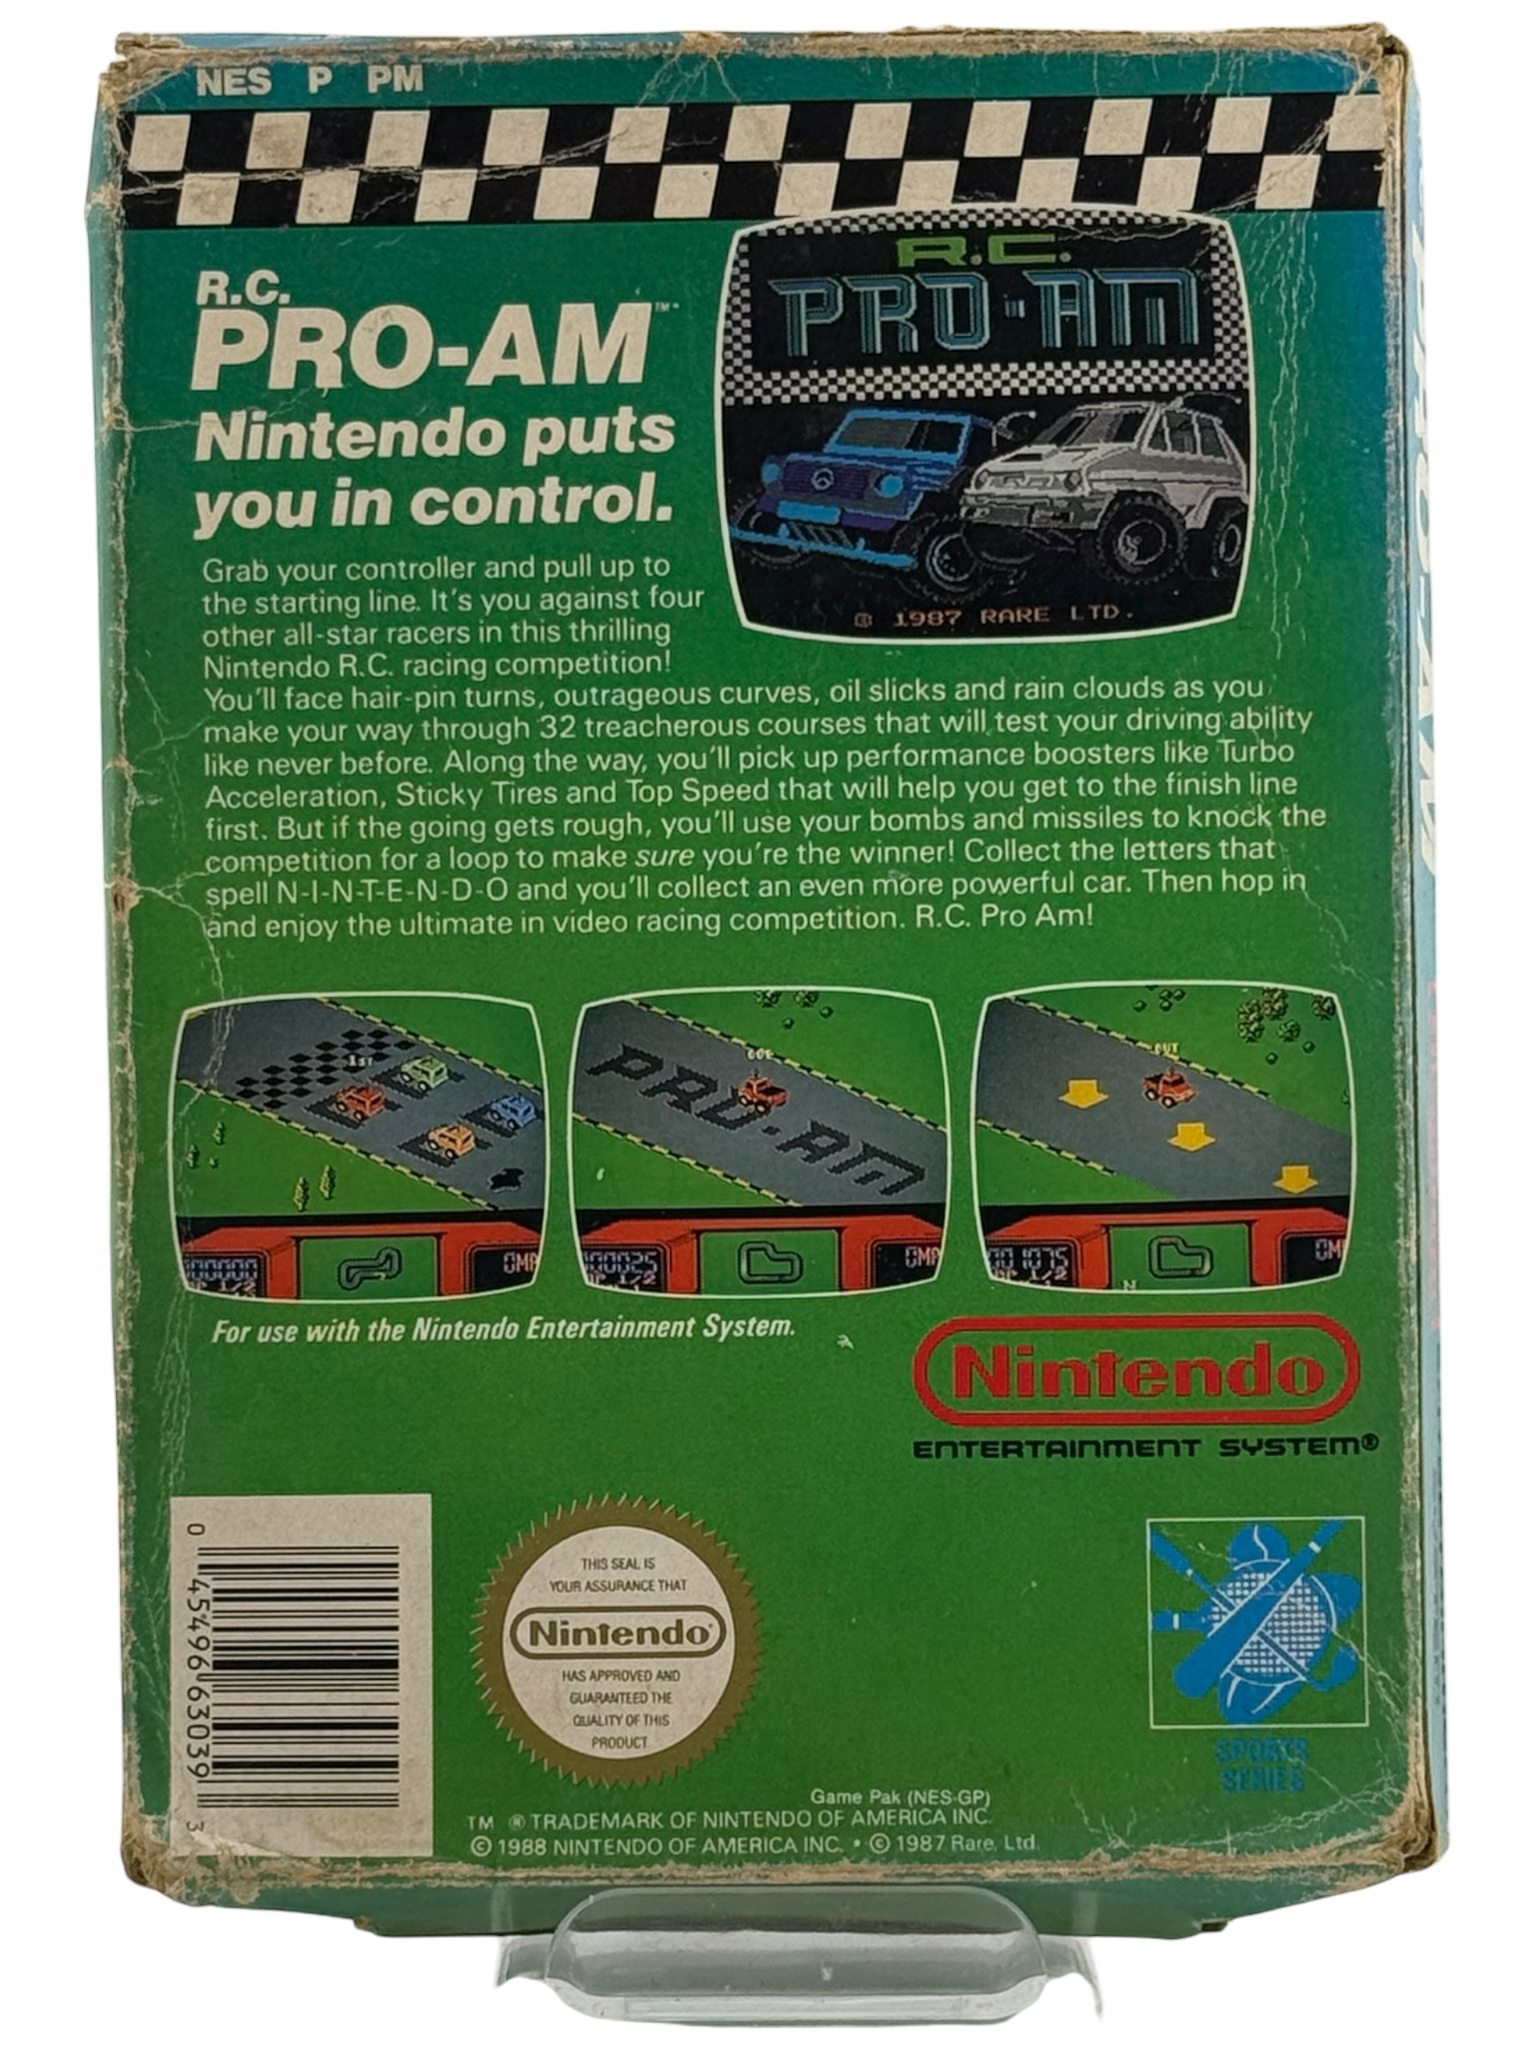 NES P PM
R.C.
PRO-AM™
Nintendo puts
you in control.
R.C.
PRO-AM
© 1987 RARE LTD.
Grab your controller and pull up to
the starting line. It's you against four
other all-star racers in this thrilling
Nintendo R.C. racing competition!
You'll face hair-pin turns, outrageous curves, oil slicks and rain clouds as you
make your way through 32 treacherous courses that will test your driving ability
like never before. Along the way, you'll pick up performance boosters like Turbo
Acceleration, Sticky Tires and Top Speed that will help you get to the finish line
first. But if the going gets rough, you'll use your bombs and missiles to knock the
competition for a loop to make sure you're the winner! Collect the letters that
spell N-I-N-T-E-N-D-O and you'll collect an even more powerful car. Then hop in
and enjoy the ultimate in video racing competition. R.C. Pro Am!
1ST
000000
1/2
000025
1/2
001075
1/2
N
For use with the Nintendo Entertainment System.
Nintendo
ENTERTAINMENT SYSTEM®
0 45496 63039 3
THIS SEAL IS
YOUR ASSURANCE THAT
Nintendo®
HAS APPROVED AND
GUARANTEED THE
QUALITY OF THIS
PRODUCT
SPORTS
SERIES
Game Pak (NES-GP)
TM ® TRADEMARK OF NINTENDO OF AMERICA INC.
© 1988 NINTENDO OF AMERICA INC. • © 1987 Rare, Ltd.